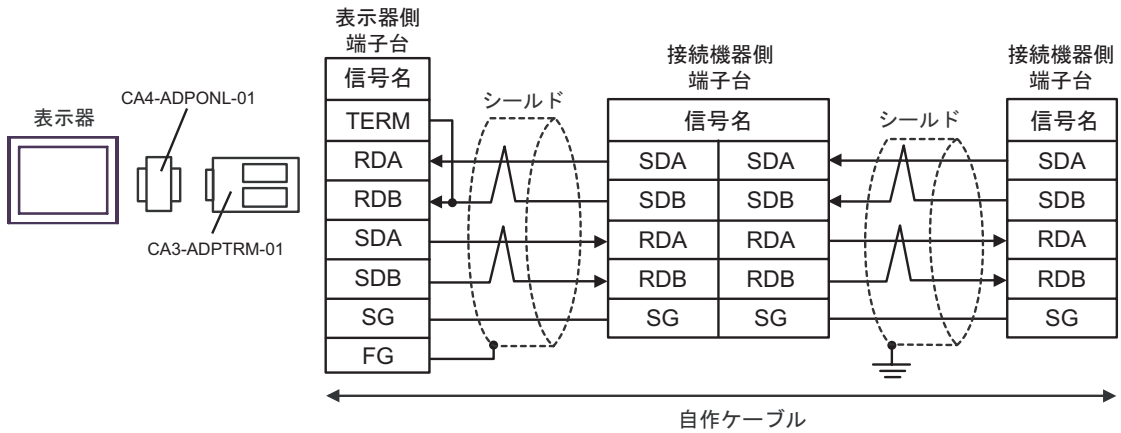 表示器側
端子台
接続機器側
端子台
接続機器側
端子台
信号名
CA4-ADPONL-01
シールド
信号名
シールド
信号名
表示器
TERM
RDA
SDA
SDA
SDA
RDB
SDB
SDB
SDB
SDA
RDA
RDA
RDA
CA3-ADPTRM-01
SDB
RDB
RDB
RDB
SG
SG
SG
SG
FG
自作ケーブル